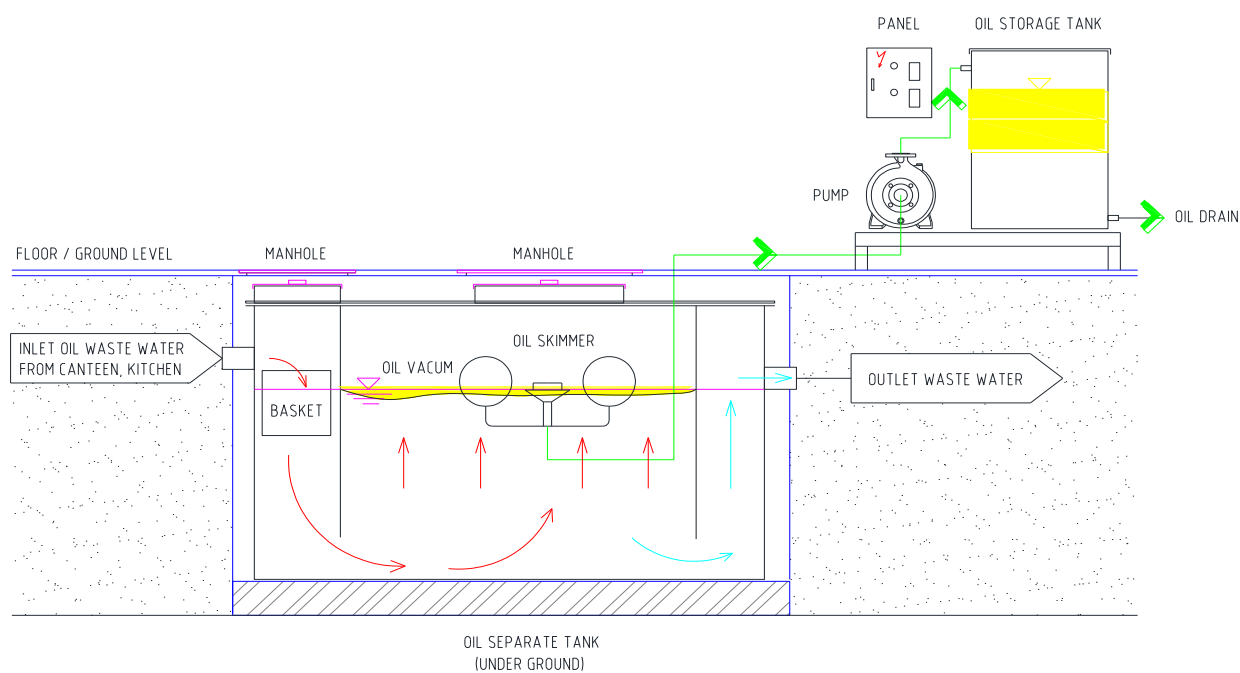 PANEL
OIL STORAGE TANK
PUMP
OIL DRAIN
FLOOR / GROUND LEVEL
MANHOLE
MANHOLE
INLET OIL WASTE WATER
FROM CANTEEN, KITCHEN
OIL SKIMMER
OIL VACUM
BASKET
OUTLET WASTE WATER
OIL SEPARATE TANK
(UNDER GROUND)